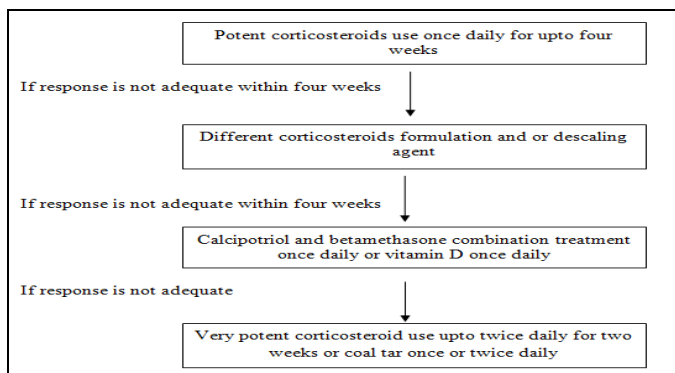 Potent corticosteroids use once daily for upto four
weeks
If response is not adequate within four weeks
Different corticosteroids formulation and or descaling
agent
If response is not adequate within four weeks
Calcipotriol and betamethasone combination treatment
once daily or vitamin D once daily
If response is not adequate
Very potent corticosteroid use upto twice daily for two
weeks or coal tar once or twice daily